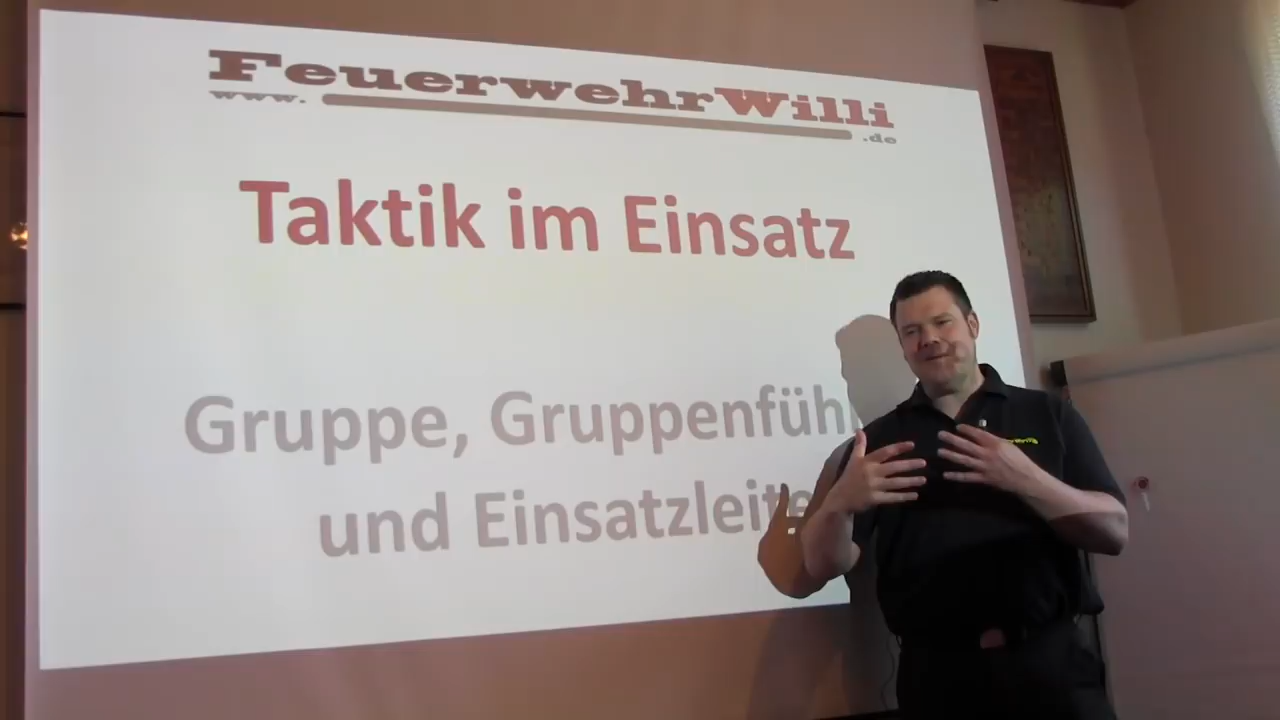 FeuerwehrWilli
www. .de
Taktik im Einsatz
Gruppe,
und